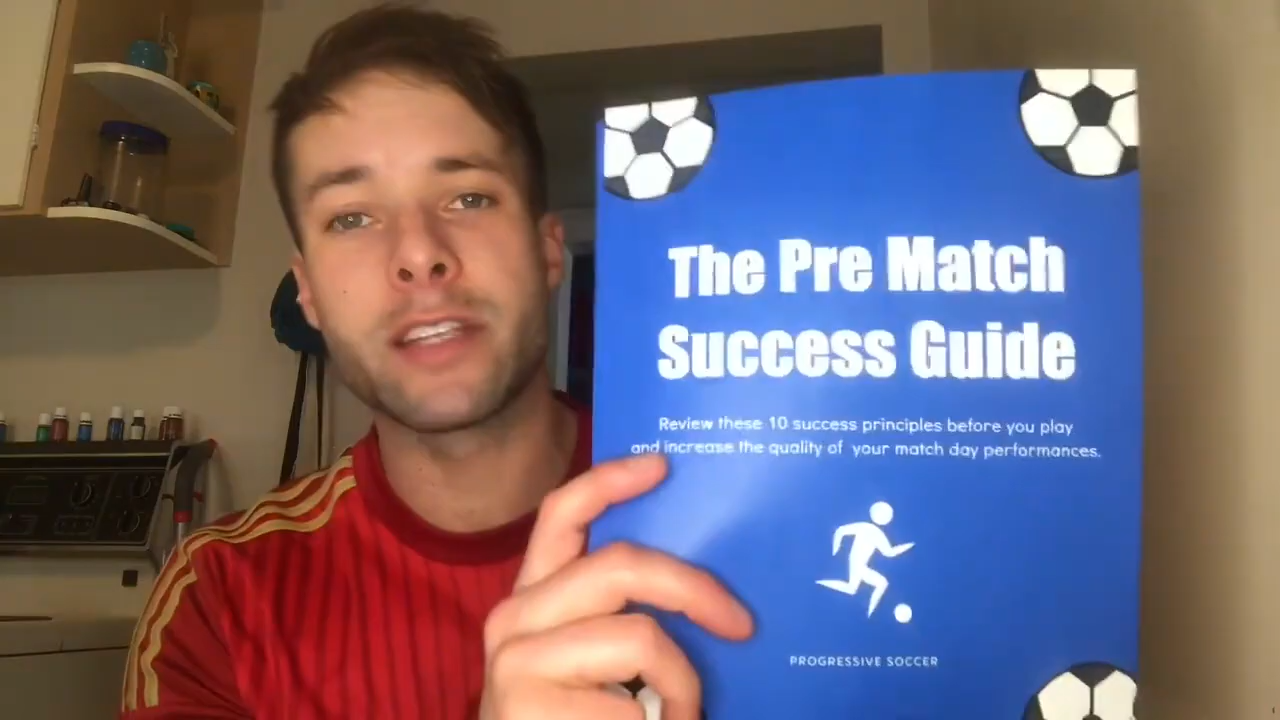 The Pre Match
Success Guide
Review these 10 success principles before you play
and increase the quality of your match day performances.
PROGRESSIVE SOCCER